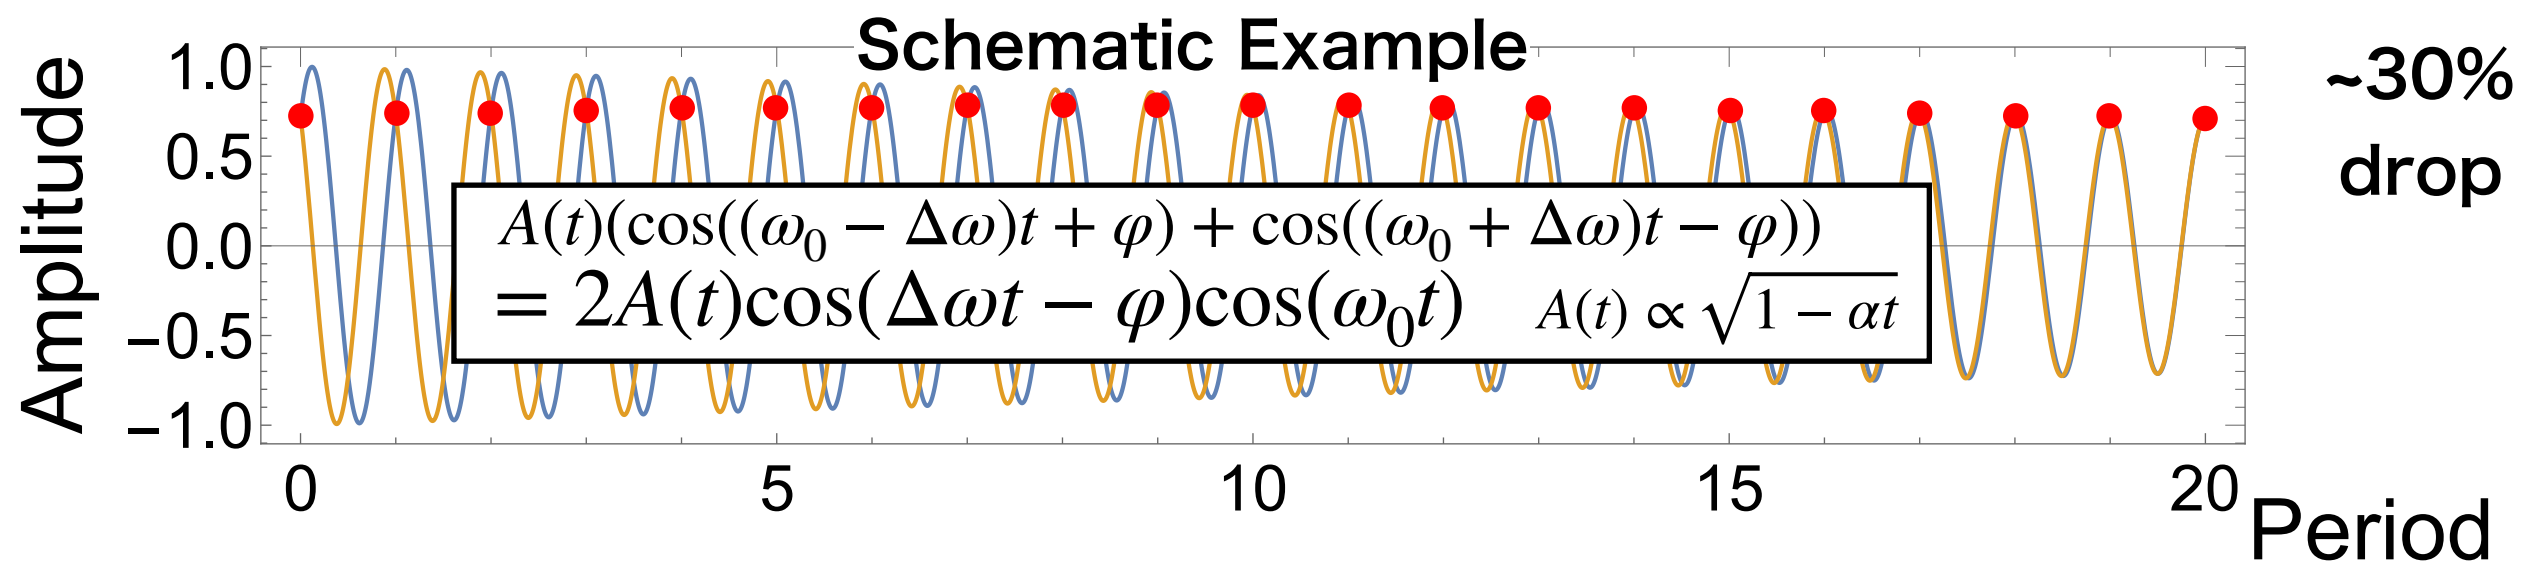 Schematic Example
Amplitude
1.0
0.5
0.0
−0.5
−1.0
A(t)(cos((ω₀ − Δω)t + φ) + cos((ω₀ + Δω)t − φ))
= 2A(t)cos(Δωt − φ)cos(ω₀t) A(t) ∝ √(1 − αt)
0 5 10 15 20
Period
~30%
drop